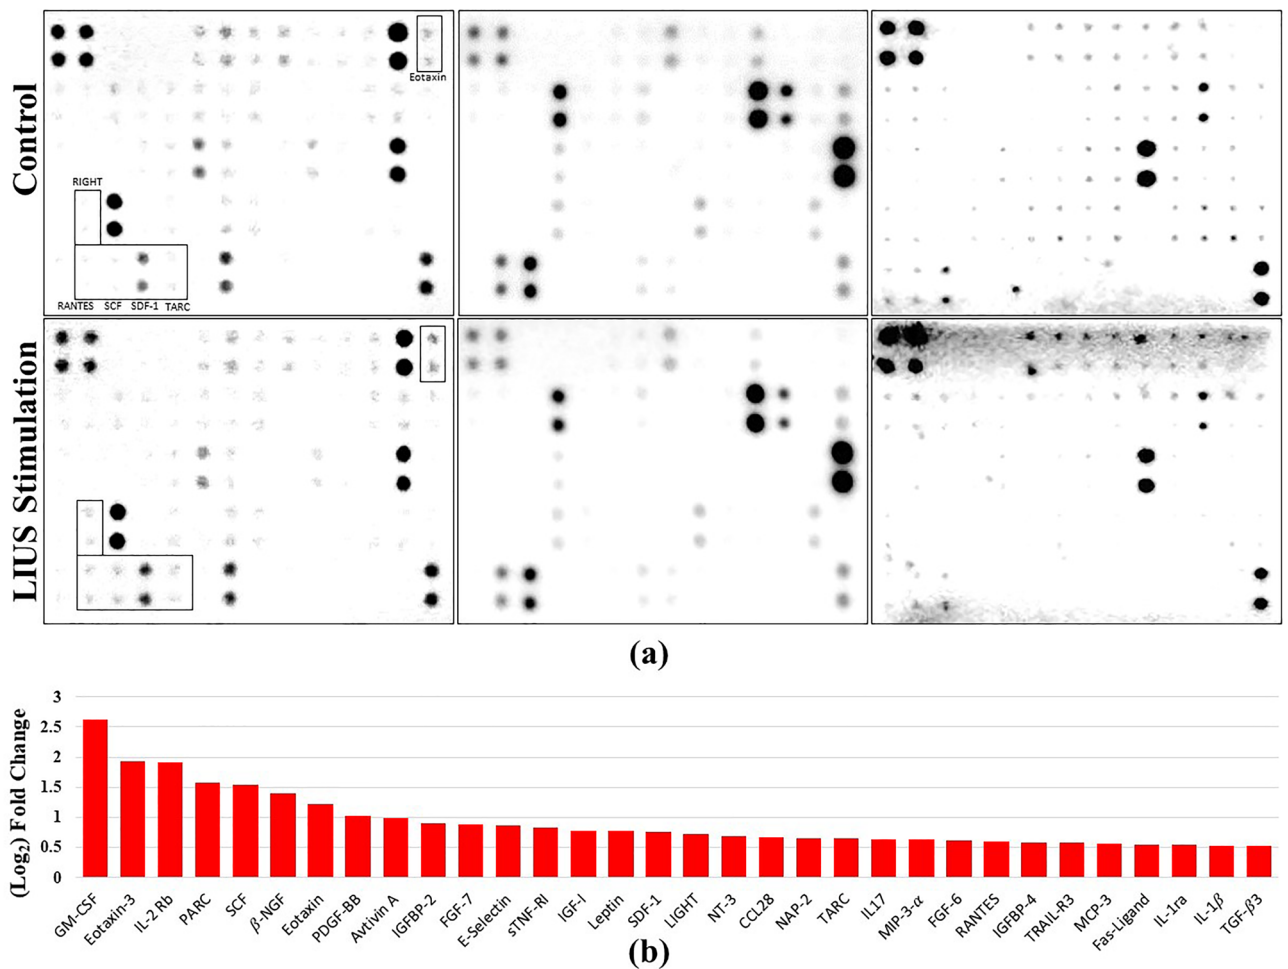 Control
Eotaxin
RIGHT
RANTES SCF SDF-1 TARC
LIUS Stimulation
(a)
(Log2) Fold Change
3
2.5
2
1.5
1
0.5
0
GM-CSF
Eotaxin-3
IL-2 Rb
PARC
SCF
β-NGF
Eotaxin
PDGF-BB
Avtivin A
IGFBP-2
FGF-7
E-Selectin
sTNF-RI
IGF-I
Leptin
SDF-1
LIGHT
NT-3
CCL28
NAP-2
TARC
IL17
MIP-3-α
FGF-6
RANTES
IGFBP-4
TRAIL-R3
MCP-3
Fas-Ligand
IL-1ra
IL-1β
TGF-β3
(b)